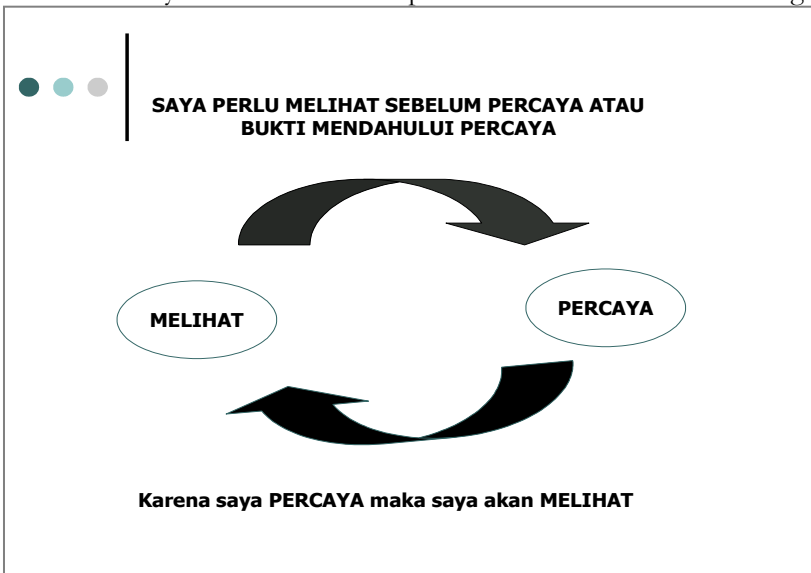 SAYA PERLU MELIHAT SEBELUM PERCAYA ATAU
BUKTI MENDAHULUI PERCAYA
MELIHAT
PERCAYA
Karena saya PERCAYA maka saya akan MELIHAT